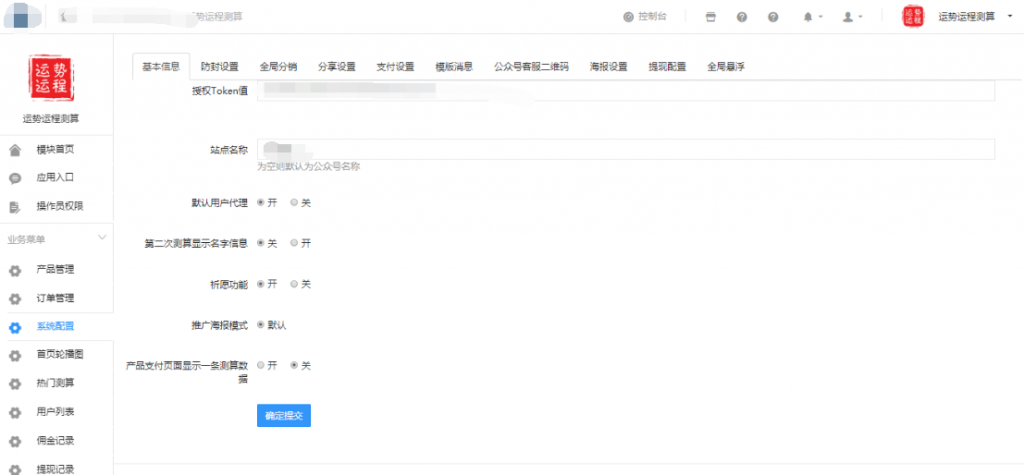 运势运程测算
控制台
运势
运程
运势运程测算
运势
运程
运势运程测算
模块首页
应用入口
操作员权限
业务菜单
产品管理
订单管理
系统配置
首页轮播图
热门测算
用户列表
佣金记录
提现记录
基本信息
防封设置
全局分销
分享设置
支付设置
模版消息
公众号客服二维码
海报设置
提现配置
全局悬浮
授权Token值
站点名称
为空则默认为公众号名称
默认用户代理
开
关
第二次测算显示名字信息
关
开
祈愿功能
开
关
推广海报模式
默认
产品支付页面显示一条测算数
据
开
关
确定提交